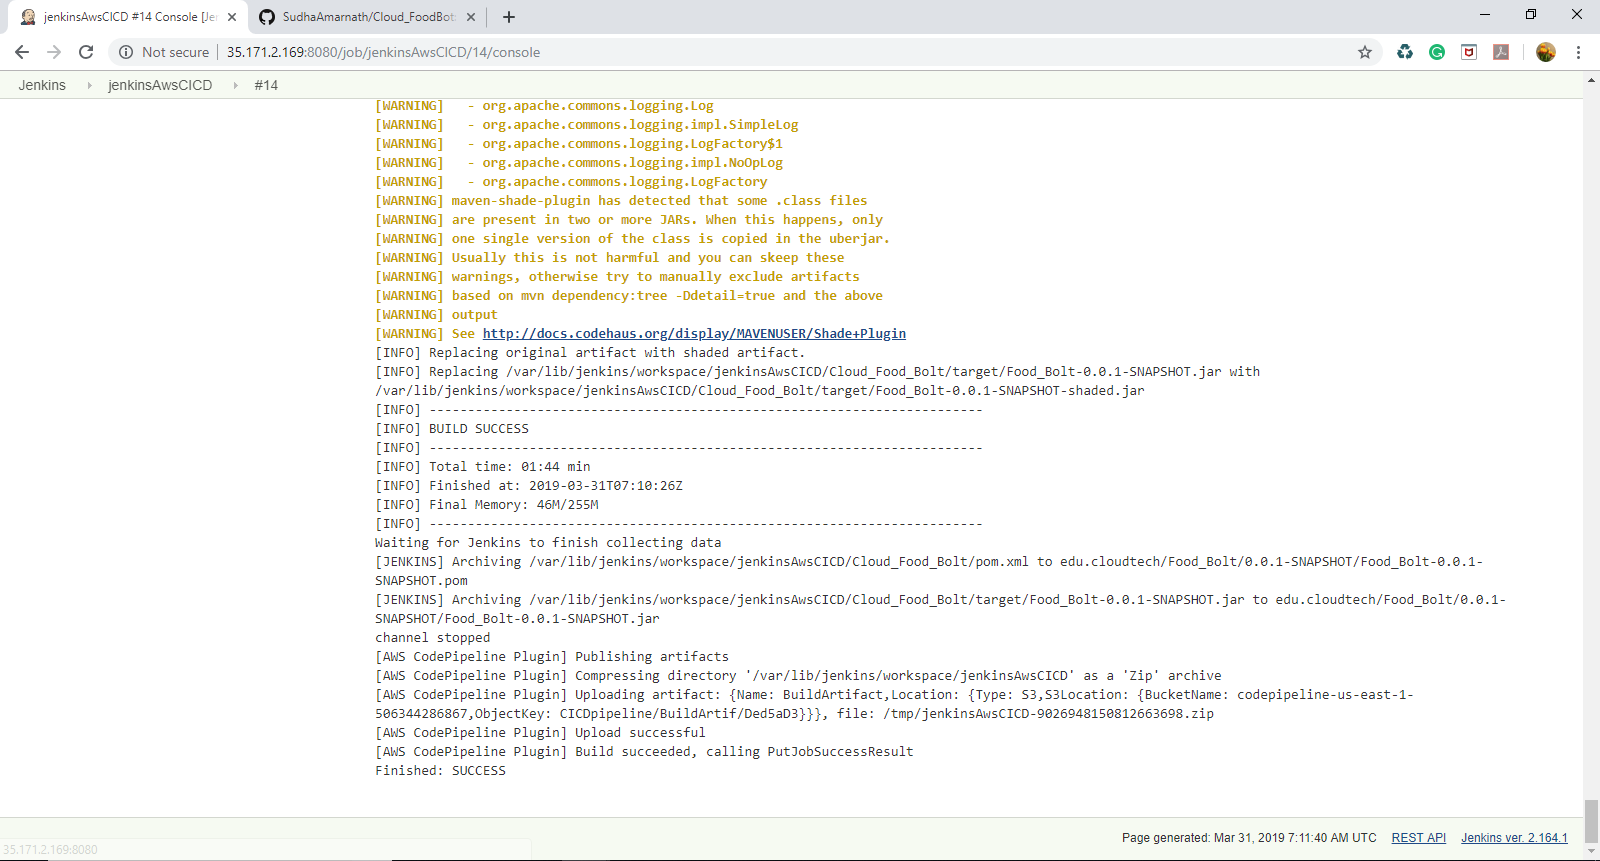 jenkinsAwsCICD #14 Console [Jer
SudhaAmarnath/Cloud_FoodBot:
Not secure
35.171.2.169:8080/job/jenkinsAwsCICD/14/console
Jenkins
jenkinsAwsCICD
#14
[WARNING]   - org.apache.commons.logging.Log
[WARNING]   - org.apache.commons.logging.impl.SimpleLog
[WARNING]   - org.apache.commons.logging.LogFactory$1
[WARNING]   - org.apache.commons.logging.impl.NoOpLog
[WARNING]   - org.apache.commons.logging.LogFactory
[WARNING] maven-shade-plugin has detected that some .class files
[WARNING] are present in two or more JARs. When this happens, only
[WARNING] one single version of the class is copied in the uberjar.
[WARNING] Usually this is not harmful and you can skeep these
[WARNING] warnings, otherwise try to manually exclude artifacts
[WARNING] based on mvn dependency:tree -Ddetail=true and the above
[WARNING] output
[WARNING] See http://docs.codehaus.org/display/MAVENUSER/Shade+Plugin
[INFO] Replacing original artifact with shaded artifact.
[INFO] Replacing /var/lib/jenkins/workspace/jenkinsAwsCICD/Cloud_Food_Bolt/target/Food_Bolt-0.0.1-SNAPSHOT.jar with
/var/lib/jenkins/workspace/jenkinsAwsCICD/Cloud_Food_Bolt/target/Food_Bolt-0.0.1-SNAPSHOT-shaded.jar
[INFO] ------------------------------------------------------------------------
[INFO] BUILD SUCCESS
[INFO] ------------------------------------------------------------------------
[INFO] Total time: 01:44 min
[INFO] Finished at: 2019-03-31T07:10:26Z
[INFO] Final Memory: 46M/255M
[INFO] ------------------------------------------------------------------------
Waiting for Jenkins to finish collecting data
[JENKINS] Archiving /var/lib/jenkins/workspace/jenkinsAwsCICD/Cloud_Food_Bolt/pom.xml to edu.cloudtech/Food_Bolt/0.0.1-SNAPSHOT/Food_Bolt-0.0.1-
SNAPSHOT.pom
[JENKINS] Archiving /var/lib/jenkins/workspace/jenkinsAwsCICD/Cloud_Food_Bolt/target/Food_Bolt-0.0.1-SNAPSHOT.jar to edu.cloudtech/Food_Bolt/0.0.1-
SNAPSHOT/Food_Bolt-0.0.1-SNAPSHOT.jar
channel stopped
[AWS CodePipeline Plugin] Publishing artifacts
[AWS CodePipeline Plugin] Compressing directory '/var/lib/jenkins/workspace/jenkinsAwsCICD' as a 'Zip' archive
[AWS CodePipeline Plugin] Uploading artifact: {Name: BuildArtifact,Location: {Type: S3,S3Location: {BucketName: codepipeline-us-east-1-
506344286867,ObjectKey: CICDpipeline/BuildArtif/Ded5aD3}}}, file: /tmp/jenkinsAwsCICD-9026948150812663698.zip
[AWS CodePipeline Plugin] Upload successful
[AWS CodePipeline Plugin] Build succeeded, calling PutJobSuccessResult
Finished: SUCCESS
Page generated: Mar 31, 2019 7:11:40 AM UTC
REST API
Jenkins ver. 2.164.1
35.171.2.169:8080